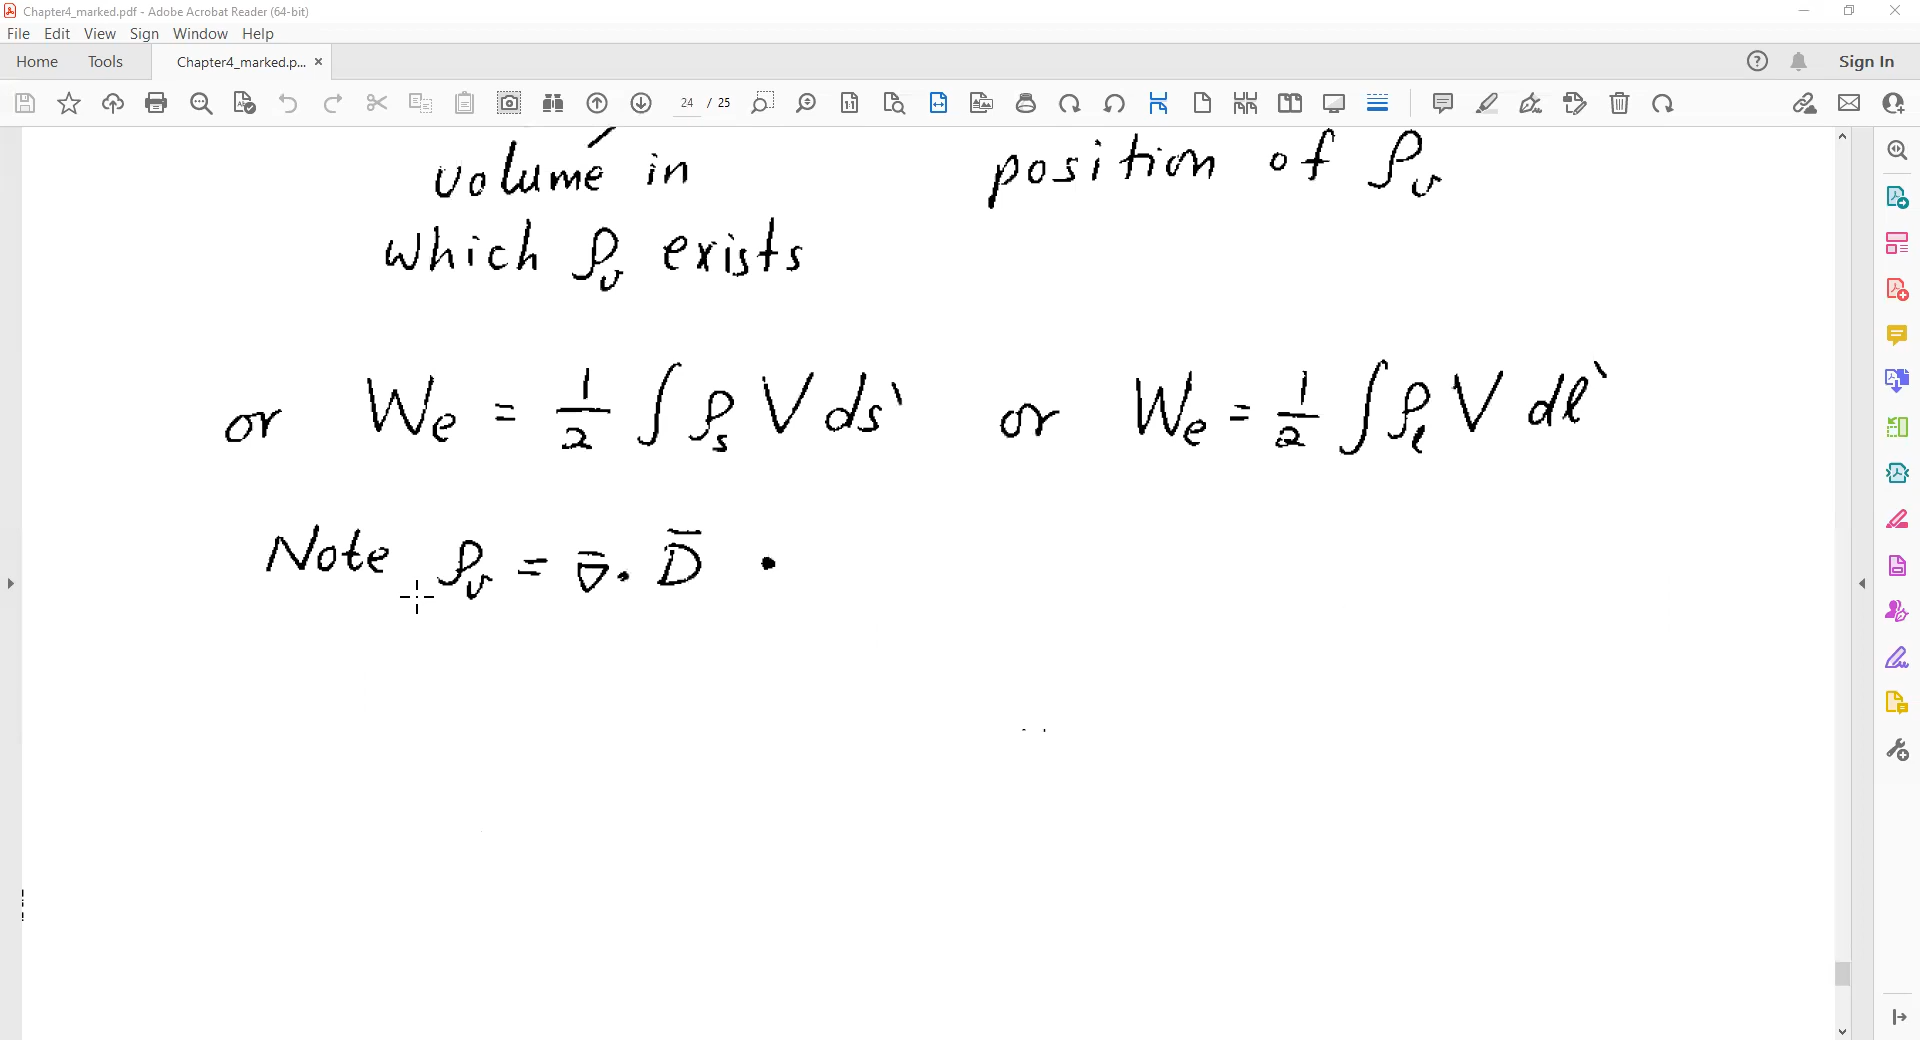 Chapter4_marked.pdf - Adobe Acrobat Reader (64-bit)
File Edit View Sign Window Help
Home Tools Chapter4_marked.p... × Sign In
24 / 25
volume in position of ρᵥ
which ρᵥ exists
or Wₑ = 1/2 ∫ ρₛ V ds' or Wₑ = 1/2 ∫ ρₗ V dl'
Note ρᵥ = ∇̅ . D̅ .